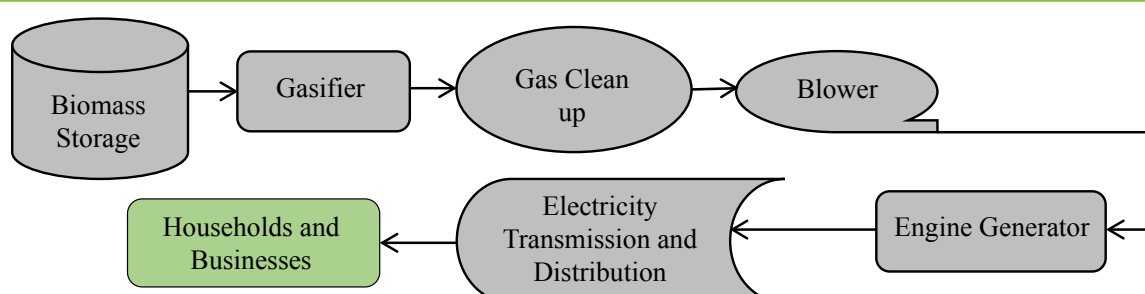 Biomass
Storage
Gasifier
Gas Clean
up
Blower
Engine Generator
Electricity
Transmission and
Distribution
Households and
Businesses